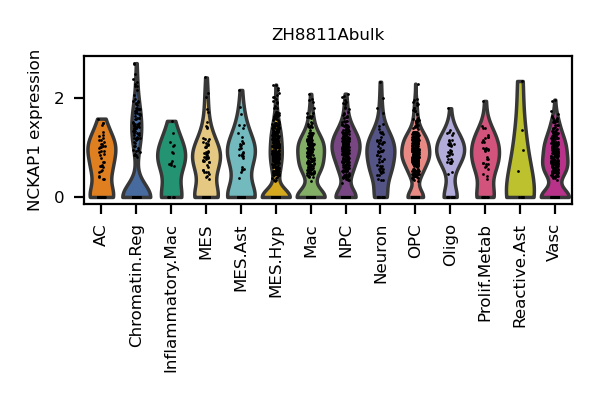 ZH8811Abulk
NCKAP1 expression
2
0
AC
Chromatin.Reg
Inflammatory.Mac
MES
MES.Ast
MES.Hyp
Mac
NPC
Neuron
OPC
Oligo
Prolif.Metab
Reactive.Ast
Vasc